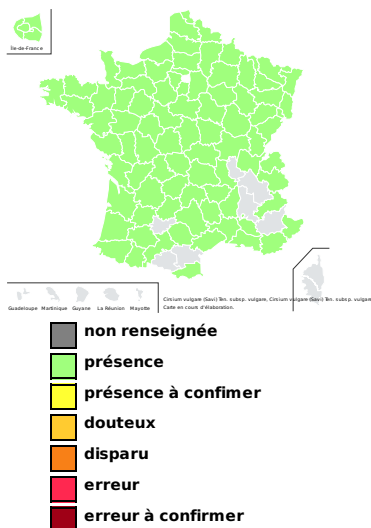 Île-de-France
Guadeloupe Martinique Guyane La Réunion Mayotte
Cirsium vulgare (Savi) Ten. subsp. vulgare, Cirsium vulgare (Savi) Ten. subsp. vulgare
Carte en cours d'élaboration.
non renseignée
présence
présence à confimer
douteux
disparu
erreur
erreur à confirmer